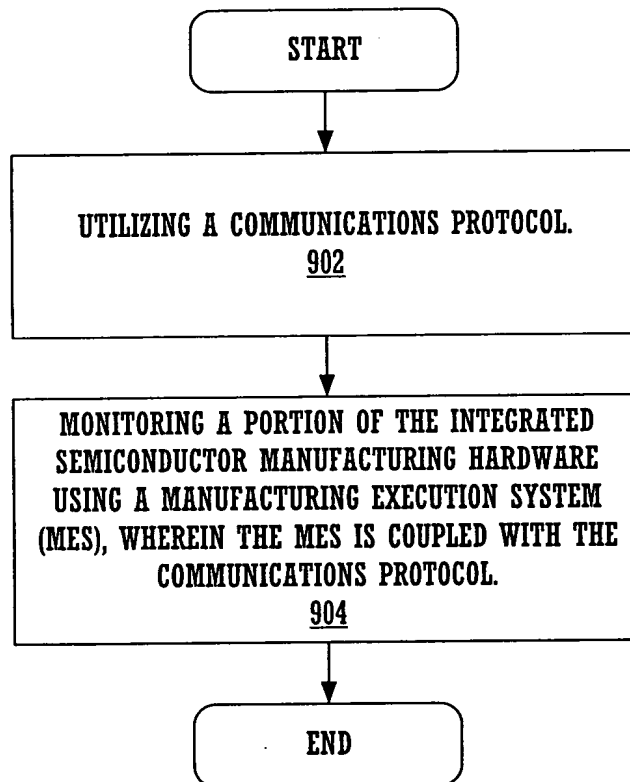 START
UTILIZING A COMMUNICATIONS PROTOCOL.
902
MONITORING A PORTION OF THE INTEGRATED
SEMICONDUCTOR MANUFACTURING HARDWARE
USING A MANUFACTURING EXECUTION SYSTEM
(MES), WHEREIN THE MES IS COUPLED WITH THE
COMMUNICATIONS PROTOCOL.
904
END